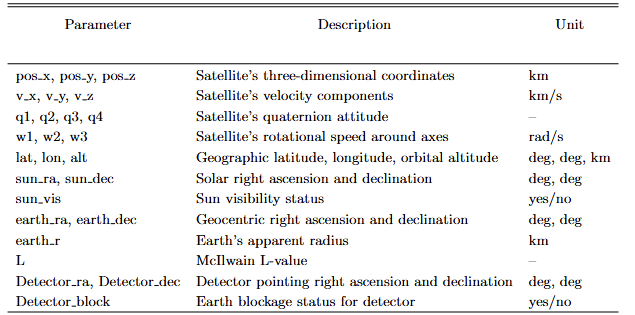 Parameter Description Unit
pos_x, pos_y, pos_z Satellite's three-dimensional coordinates km
v_x, v_y, v_z Satellite's velocity components km/s
q1, q2, q3, q4 Satellite's quaternion attitude –
w1, w2, w3 Satellite's rotational speed around axes rad/s
lat, lon, alt Geographic latitude, longitude, orbital altitude deg, deg, km
sun_ra, sun_dec Solar right ascension and declination deg, deg
sun_vis Sun visibility status yes/no
earth_ra, earth_dec Geocentric right ascension and declination deg, deg
earth_r Earth's apparent radius km
L McIlwain L-value –
Detector_ra, Detector_dec Detector pointing right ascension and declination deg, deg
Detector_block Earth blockage status for detector yes/no